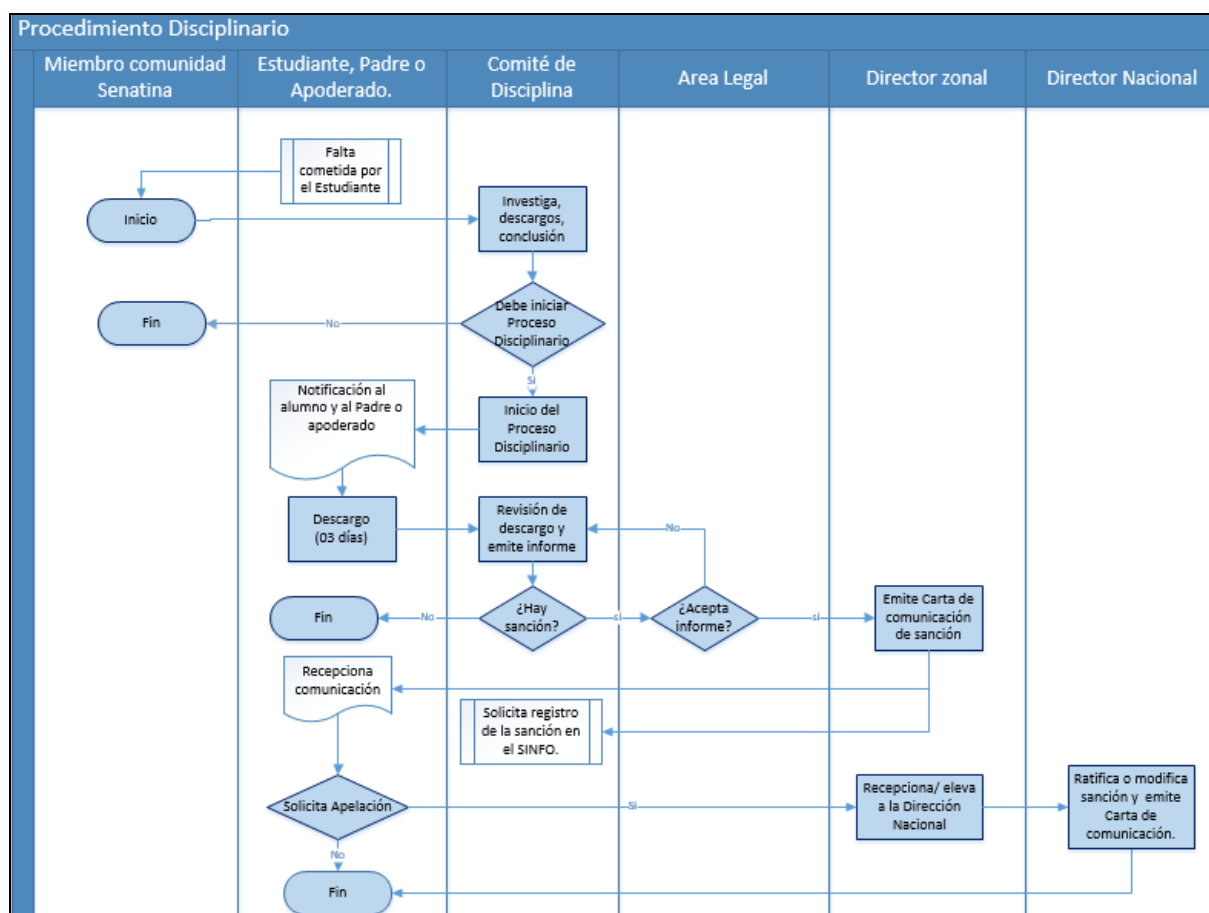 Procedimiento Disciplinario
Miembro comunidad
Senatina
Estudiante, Padre o
Apoderado.
Comité de
Disciplina
Area Legal
Director zonal
Director Nacional
Falta
cometida por
el Estudiante
Inicio
Investiga,
descargos,
conclusión
Debe iniciar
Proceso
Disciplinario
No
Fin
Sí
Notificación al
alumno y al Padre o
apoderado
Inicio del
Proceso
Disciplinario
Descargo
(03 días)
Revisión de
descargo y
emite informe
No
¿Hay
sanción?
No
Fin
sí
¿Acepta
informe?
sí
Emite Carta de
comunicación
de sanción
Recepciona
comunicación
Solicita registro
de la sanción en
el SINFO.
Solicita Apelación
Si
Recepciona/ eleva
a la Dirección
Nacional
Ratifica o modifica
sanción y emite
Carta de
comunicación.
No
Fin